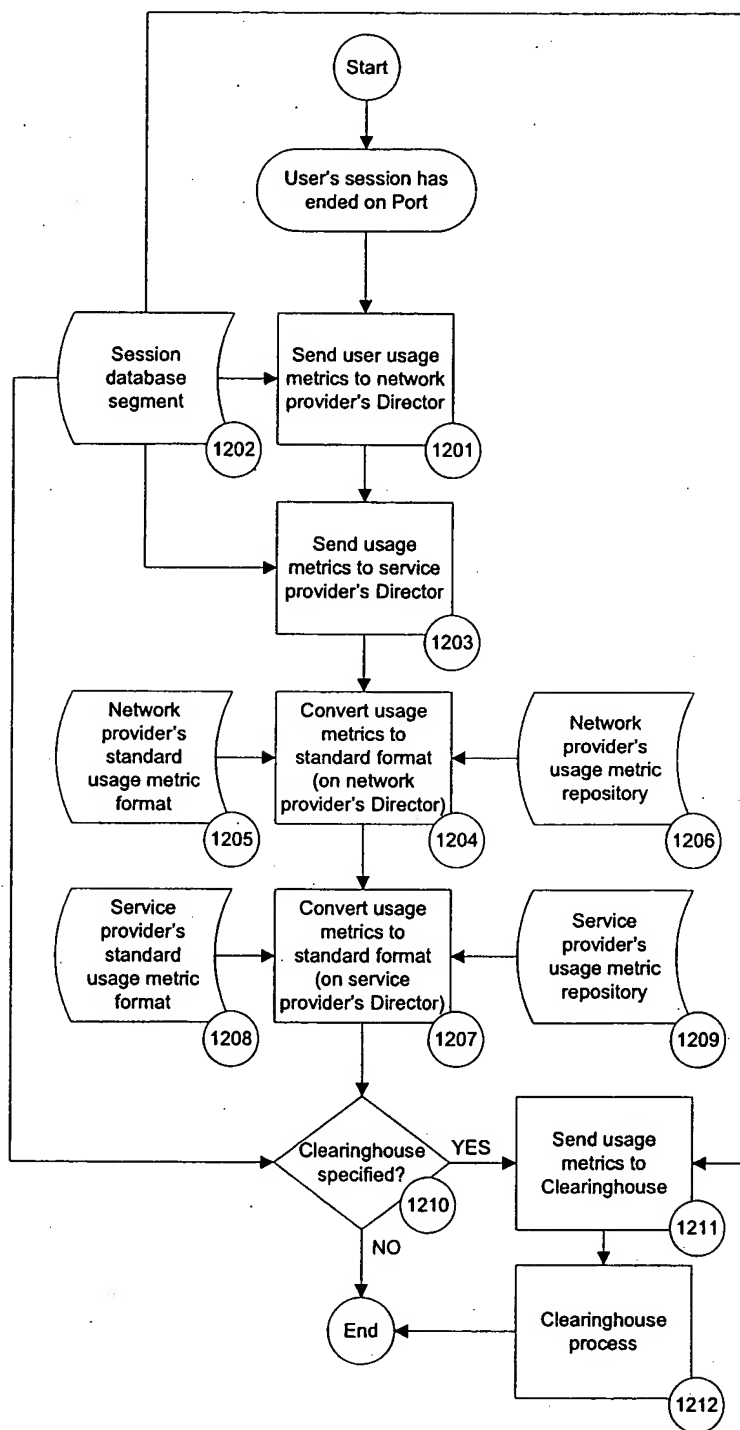 Start
User's session has
ended on Port
Session
database
segment
1202
Send user usage
metrics to network
provider's Director
1201
Send usage
metrics to service
provider's Director
1203
Network
provider's
standard
usage metric
format
1205
Convert usage
metrics to
standard format
(on network
provider's Director)
1204
Network
provider's
usage metric
repository
1206
Service
provider's
standard
usage metric
format
1208
Convert usage
metrics to
standard format
(on service
provider's Director)
1207
Service
provider's
usage metric
repository
1209
Clearinghouse
specified?
1210
YES
NO
Send usage
metrics to
Clearinghouse
1211
End
Clearinghouse
process
1212